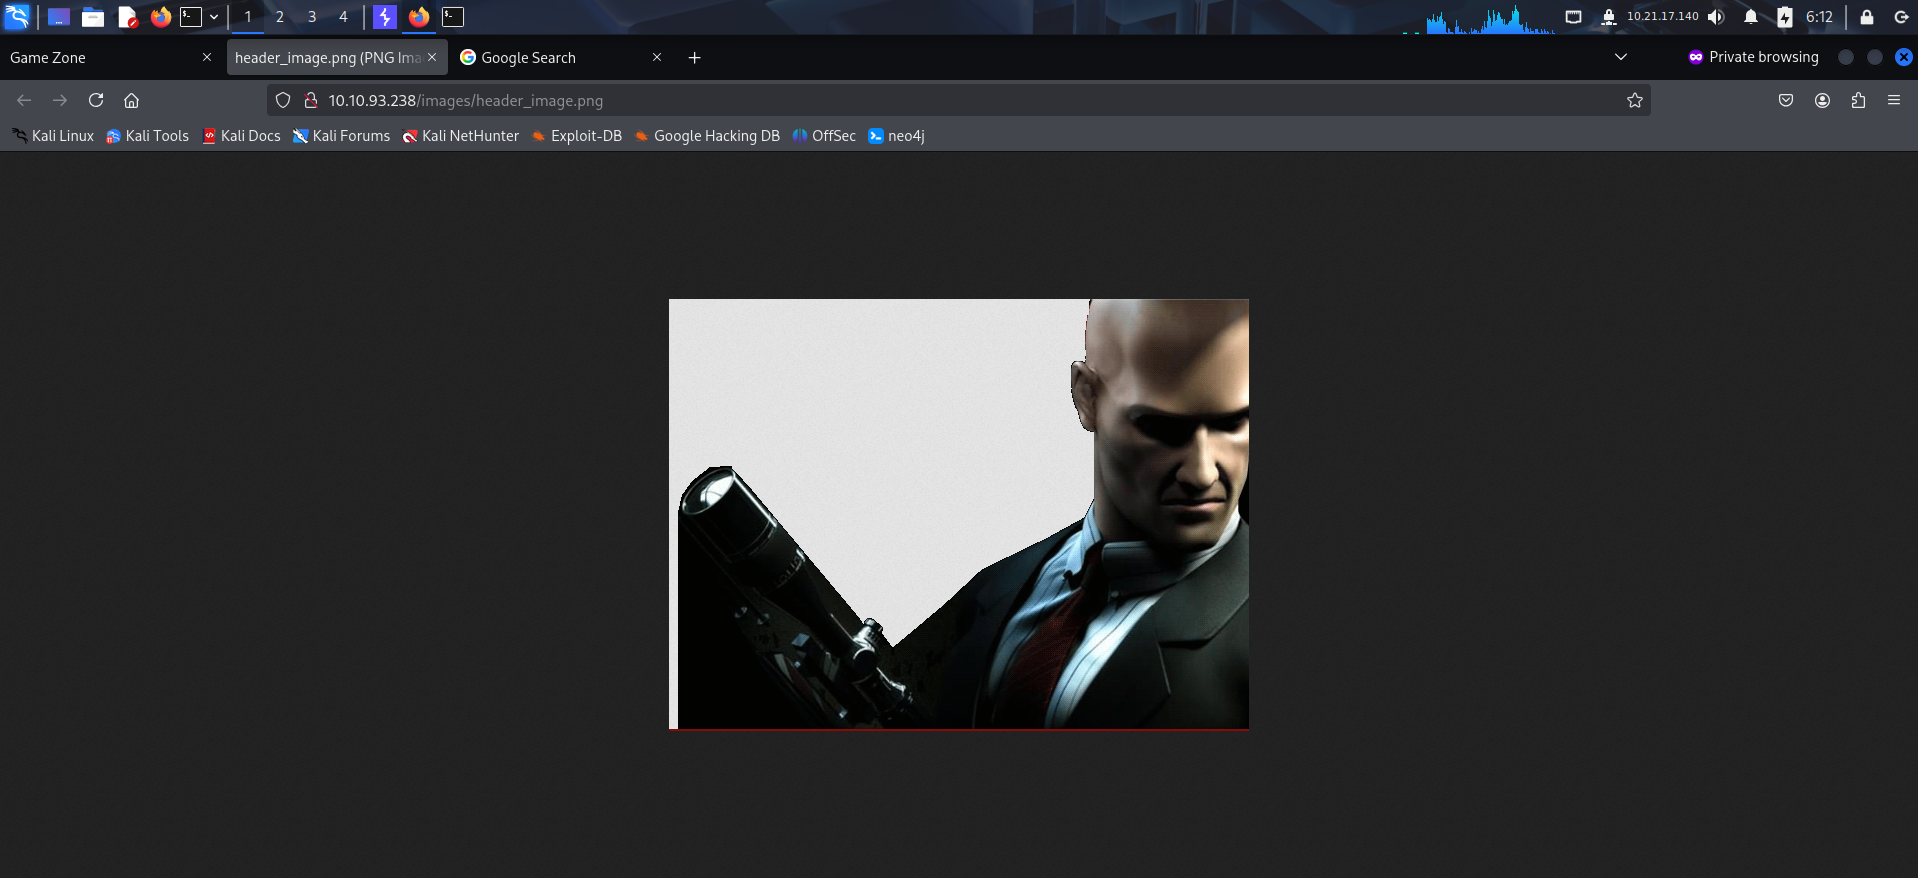 1 2 3 4 10.21.17.140 6:12
Game Zone header_image.png (PNG Ima Google Search Private browsing
10.10.93.238/images/header_image.png
Kali Linux Kali Tools Kali Docs Kali Forums Kali NetHunter Exploit-DB Google Hacking DB OffSec neo4j